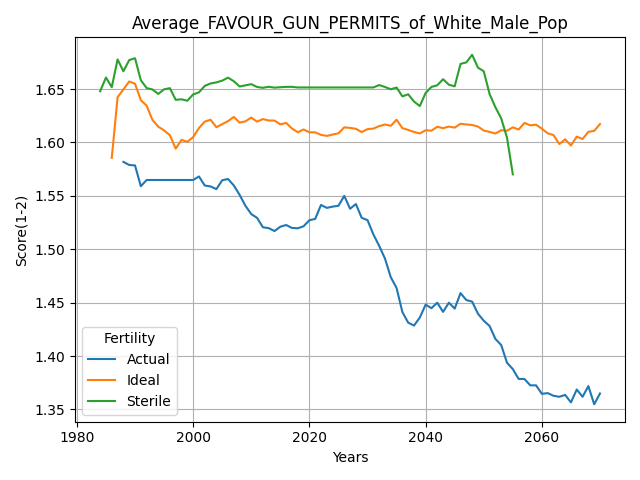 Average_FAVOUR_GUN_PERMITS_of_White_Male_Pop
Score(1-2)
1.65
1.60
1.55
1.50
1.45
1.40
1.35
Fertility
Actual
Ideal
Sterile
1980 2000 2020 2040 2060
Years